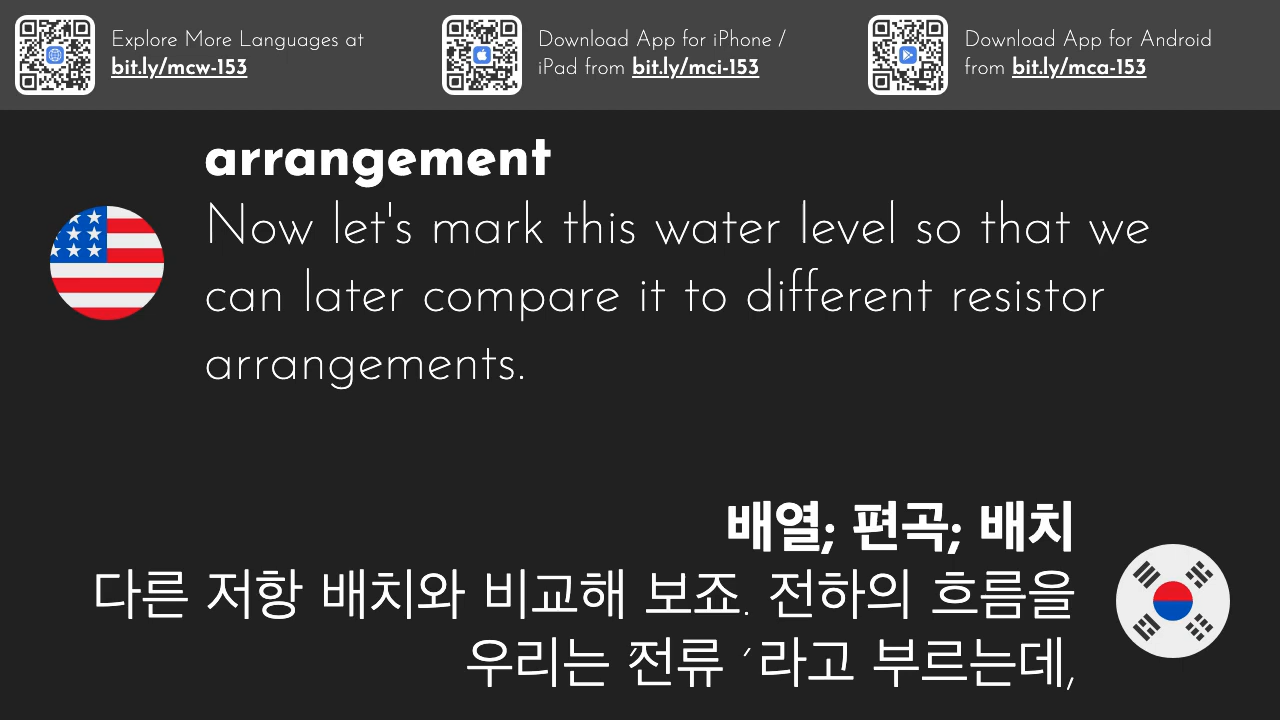 Explore More Languages at
bit.ly/mcw-153
Download App for iPhone /
iPad from bit.ly/mci-153
Download App for Android
from bit.ly/mca-153
arrangement
Now let's mark this water level so that we
can later compare it to different resistor
arrangements.
배열; 편곡; 배치
다른 저항 배치와 비교해 보죠. 전하의 흐름을
우리는 ´전류 ´라고 부르는데,